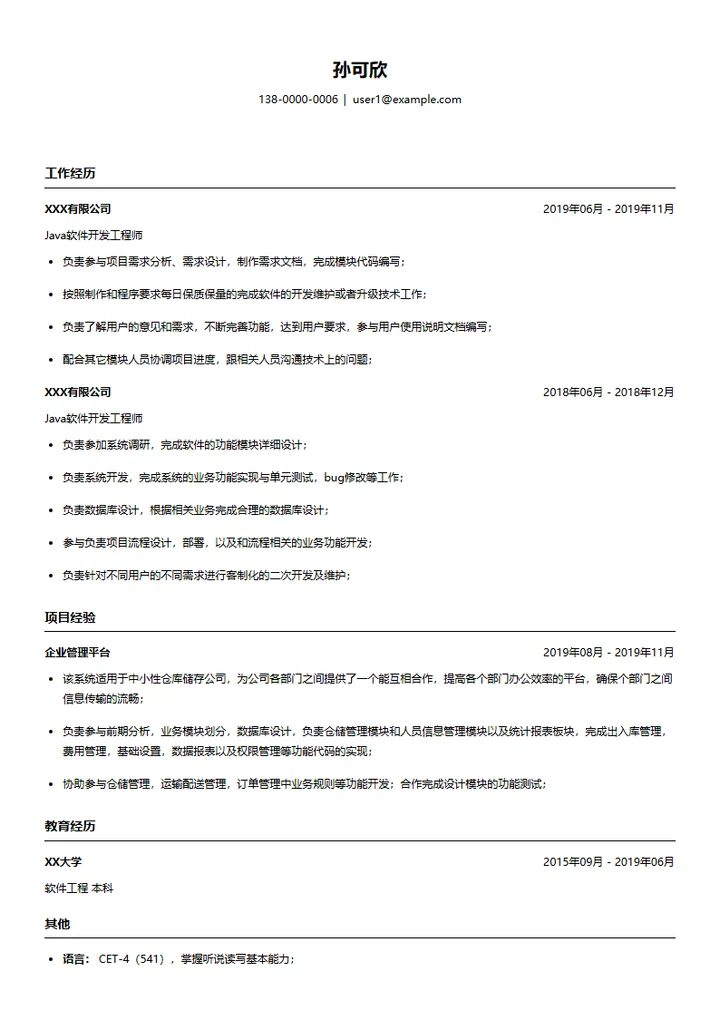 孙可欣
138-0000-0006 | user1@example.com
工作经历
XXX有限公司 2019年06月 - 2019年11月
Java软件开发工程师
• 负责参与项目需求分析、需求设计，制作需求文档，完成模块代码编写；
• 按照制作和程序要求每日保质保量的完成软件的开发维护或者升级技术工作；
• 负责了解用户的意见和需求，不断完善功能，达到用户要求，参与用户使用说明文档编写；
• 配合其它模块人员协调项目进度，跟相关人员沟通技术上的问题；
XXX有限公司 2018年06月 - 2018年12月
Java软件开发工程师
• 负责参加系统调研，完成软件的功能模块详细设计；
• 负责系统开发，完成系统的业务功能实现与单元测试，bug修改等工作；
• 负责数据库设计，根据相关业务完成合理的数据库设计；
• 参与负责项目流程设计，部署，以及和流程相关的业务功能开发；
• 负责针对不同用户的不同需求进行客制化的二次开发及维护；
项目经验
企业管理平台 2019年08月 - 2019年11月
• 该系统适用于中小性仓库储存公司，为公司各部门之间提供了一个能互相合作，提高各个部门办公效率的平台，确保个部门之间
信息传输的流畅；
• 负责参与前期分析，业务模块划分，数据库设计，负责仓储管理模块和人员信息管理模块以及统计报表板块，完成出入库管理，
费用管理，基础设置，数据报表以及权限管理等功能代码的实现；
• 协助参与仓储管理，运输配送管理，订单管理中业务规则等功能开发；合作完成设计模块的功能测试；
教育经历
XX大学 2015年09月 - 2019年06月
软件工程 本科
其他
• 语言： CET-4（541），掌握听说读写基本能力；